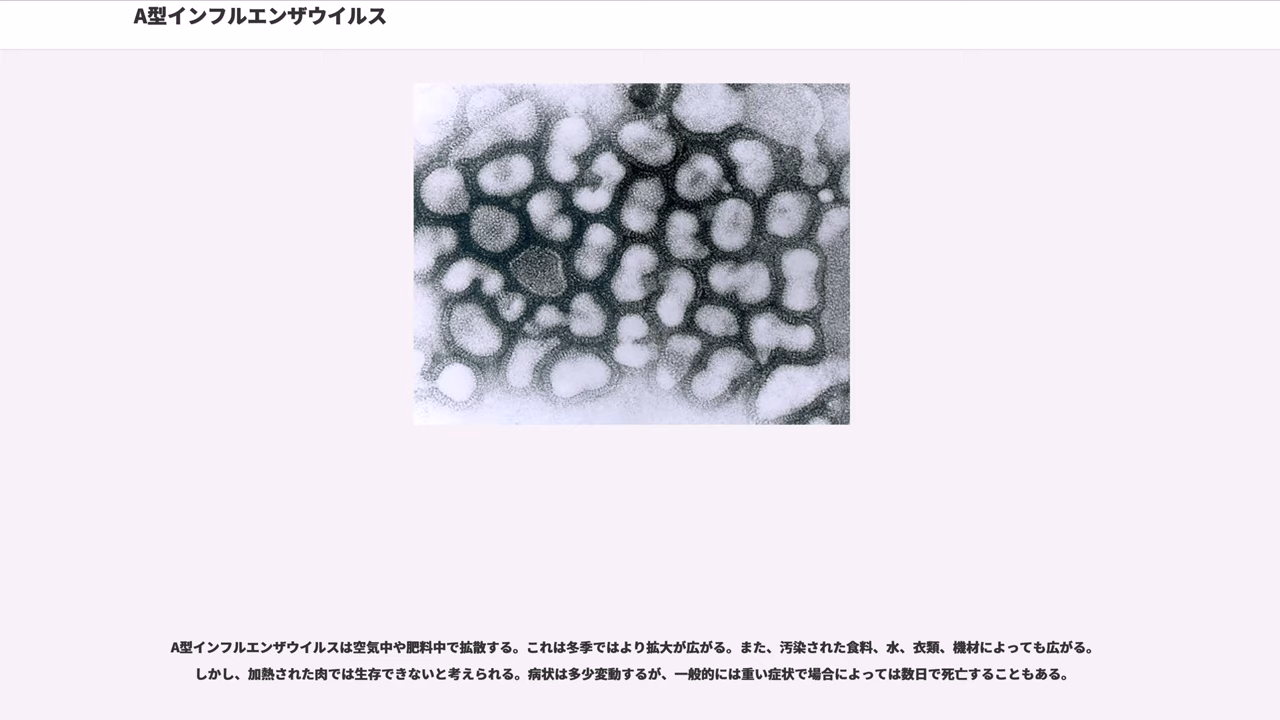 A型インフルエンザウイルス
A型インフルエンザウイルスは空気中や肥料中で拡散する。これは冬季ではより拡大が広がる。また、汚染された食料、水、衣類、機材によっても広がる。
しかし、加熱された肉では生存できないと考えられる。病状は多少変動するが、一般的には重い症状で場合によっては数日で死亡することもある。